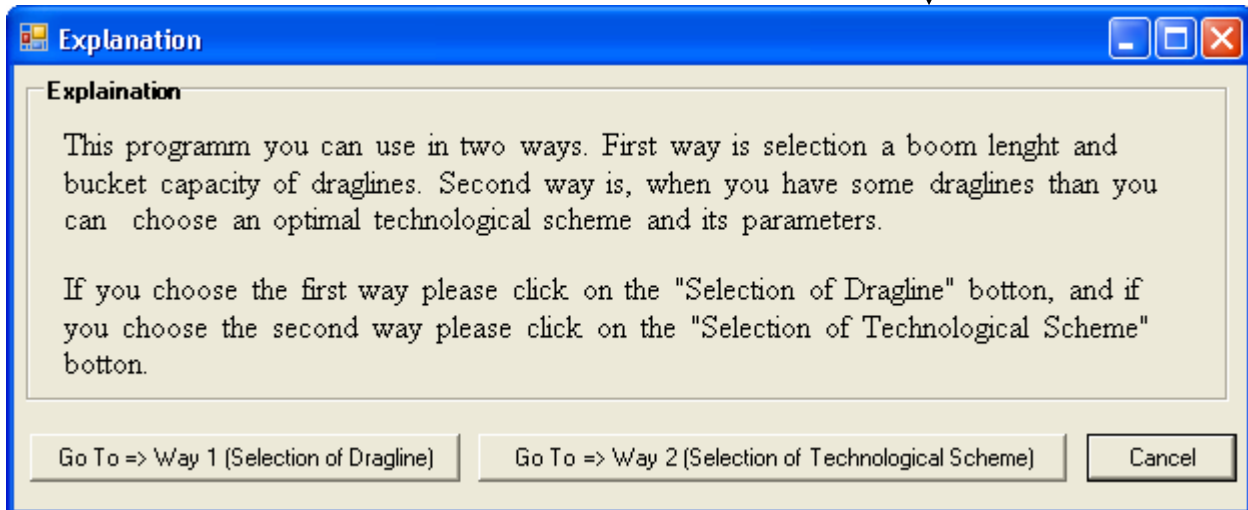 Explanation
Explaination
This programm you can use in two ways. First way is selection a boom lenght and
bucket capacity of draglines. Second way is, when you have some draglines than you
can choose an optimal technological scheme and its parameters.
If you choose the first way please click on the "Selection of Dragline" botton, and if
you choose the second way please click on the "Selection of Technological Scheme"
botton.
Go To => Way 1 (Selection of Dragline)
Go To => Way 2 (Selection of Technological Scheme)
Cancel